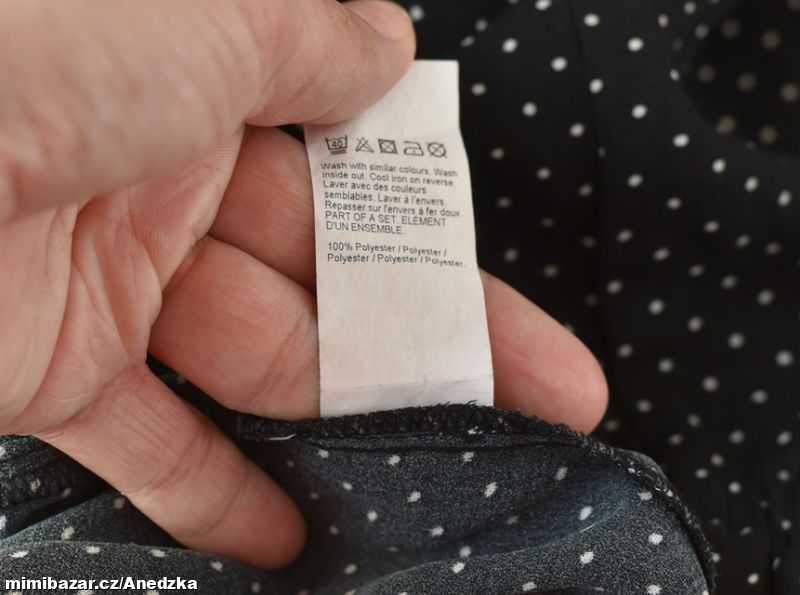 40
Wash with similar colours. Wash
inside out. Cool iron on reverse.
Laver avec des couleurs
semblables. Laver à l'envers.
Repasser sur l'envers à fer doux.
PART OF A SET. ELÉMENT
D'UN ENSEMBLE.
100% Polyester / Polyester /
Polyester / Polyester / Polyester.
mimibazar.cz/Anedzka